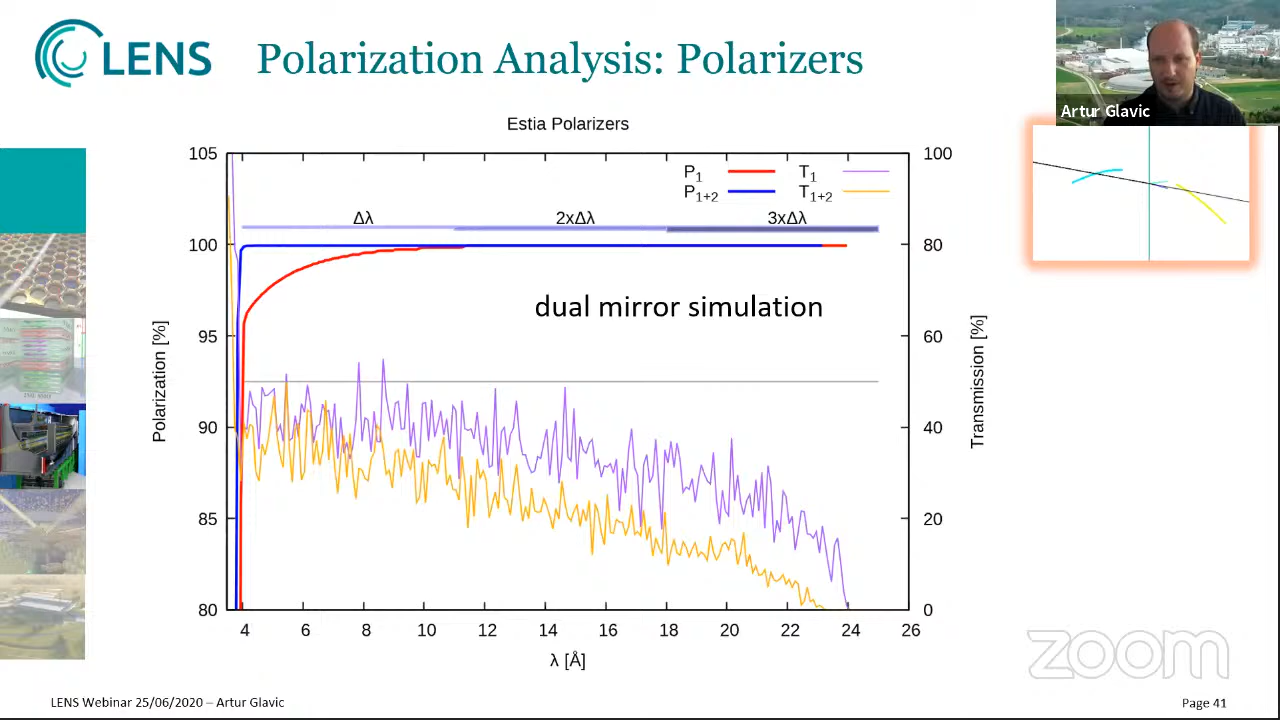 LENS
Polarization Analysis: Polarizers
Artur Glavic
Estia Polarizers
105
100
95
90
85
80
Polarization [%]
P1
P1+2
T1
T1+2
Δλ
2xΔλ
3xΔλ
dual mirror simulation
100
80
60
40
20
0
Transmission [%]
4 6 8 10 12 14 16 18 20 22 24 26
λ [Å]
zoom
LENS Webinar 25/06/2020 – Artur Glavic
Page 41